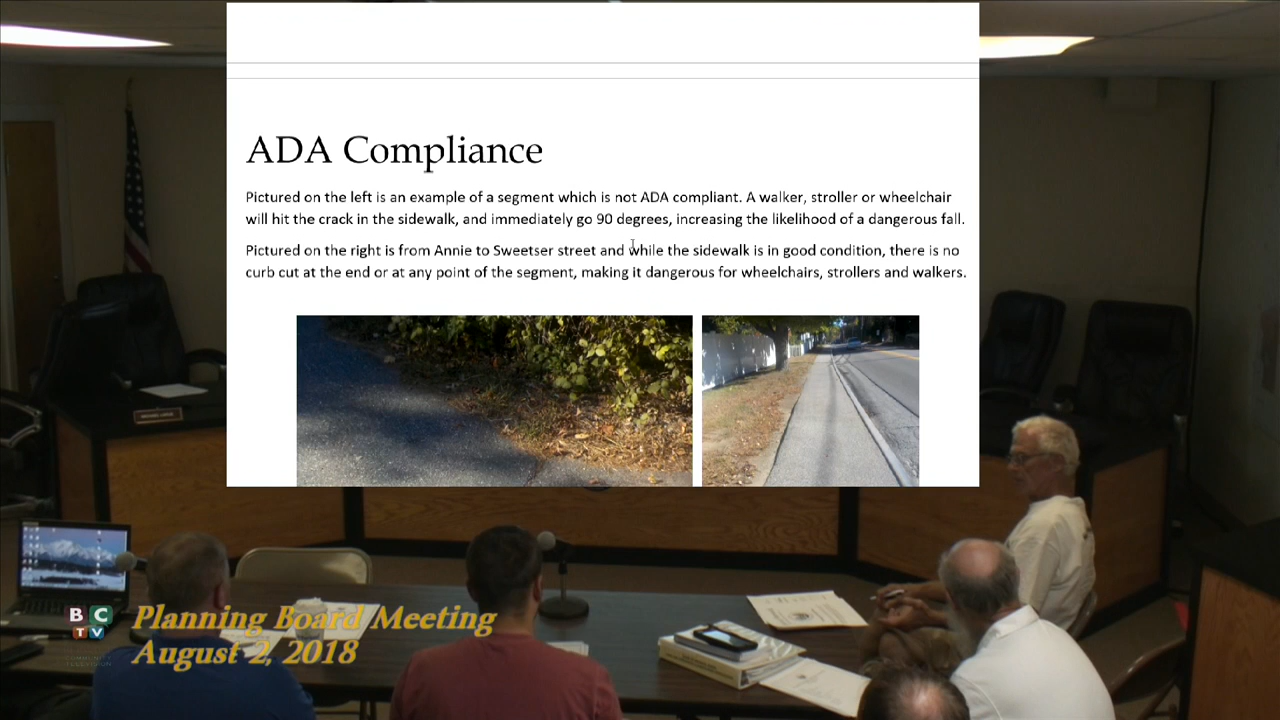 ADA Compliance
Pictured on the left is an example of a segment which is not ADA compliant. A walker, stroller or wheelchair
will hit the crack in the sidewalk, and immediately go 90 degrees, increasing the likelihood of a dangerous fall.
Pictured on the right is from Annie to Sweetser street and while the sidewalk is in good condition, there is no
curb cut at the end or at any point of the segment, making it dangerous for wheelchairs, strollers and walkers.
B C
TV
Planning Board Meeting
August 2, 2018